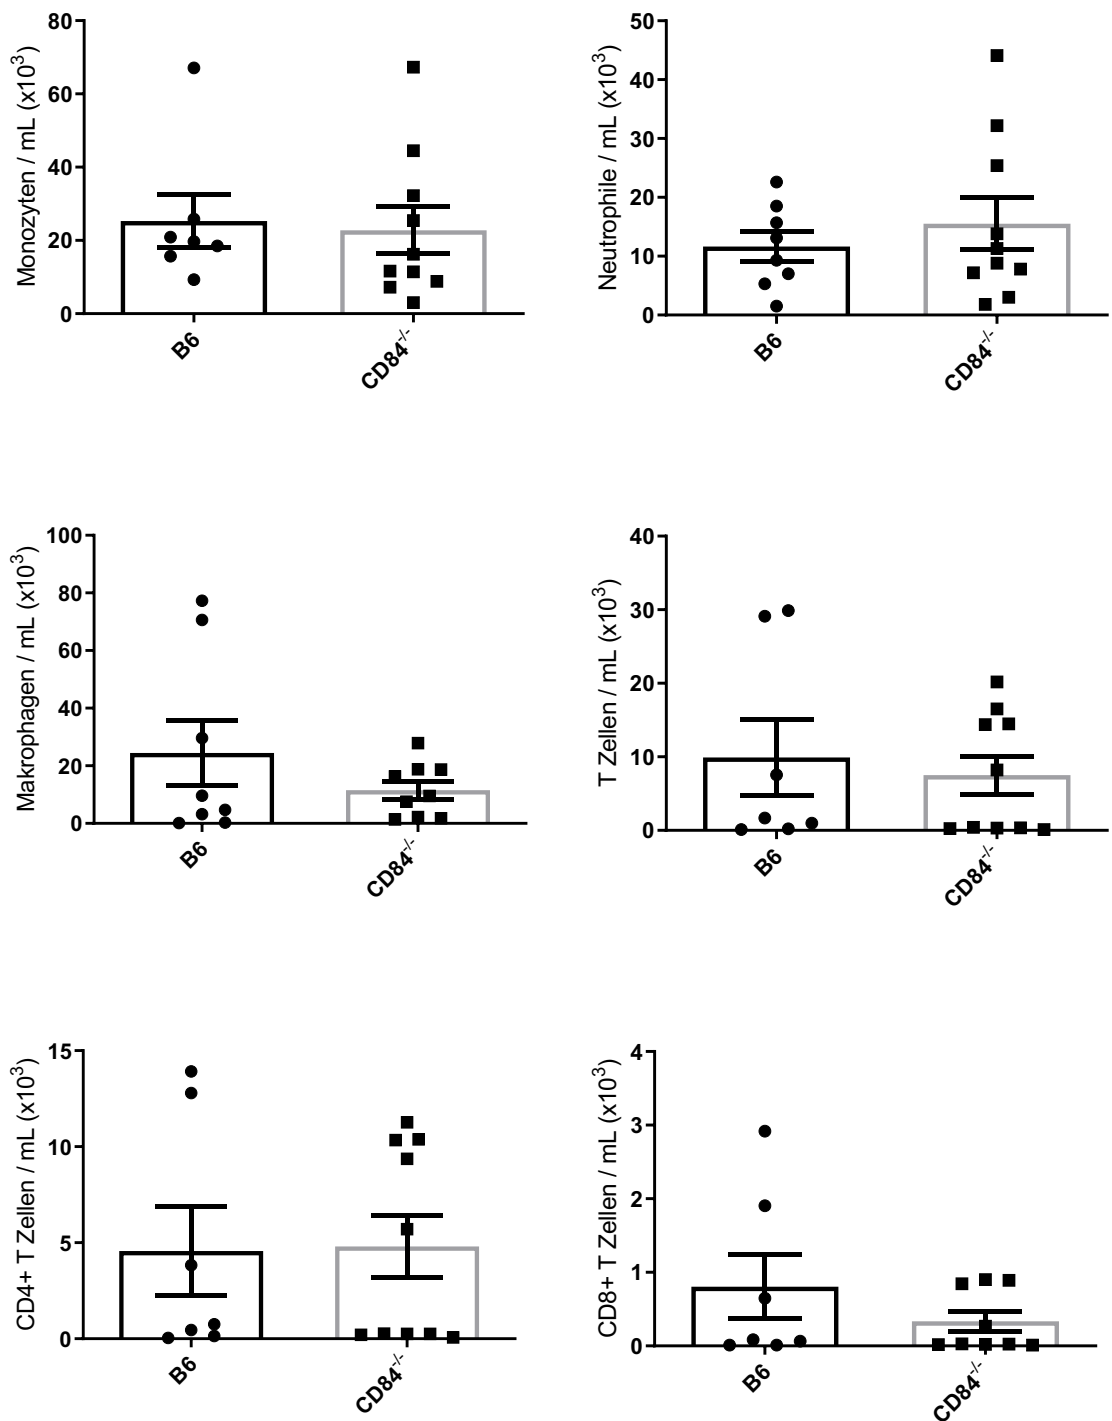 Monozyten / mL (x10³)
80
60
40
20
0
B6
CD84-/-
Neutrophile / mL (x10³)
50
40
30
20
10
0
B6
CD84-/-
Makrophagen / mL (x10³)
100
80
60
40
20
0
B6
CD84-/-
T Zellen / mL (x10³)
40
30
20
10
0
B6
CD84-/-
CD4+ T Zellen / mL (x10³)
15
10
5
0
B6
CD84-/-
CD8+ T Zellen / mL (x10³)
4
3
2
1
0
B6
CD84-/-